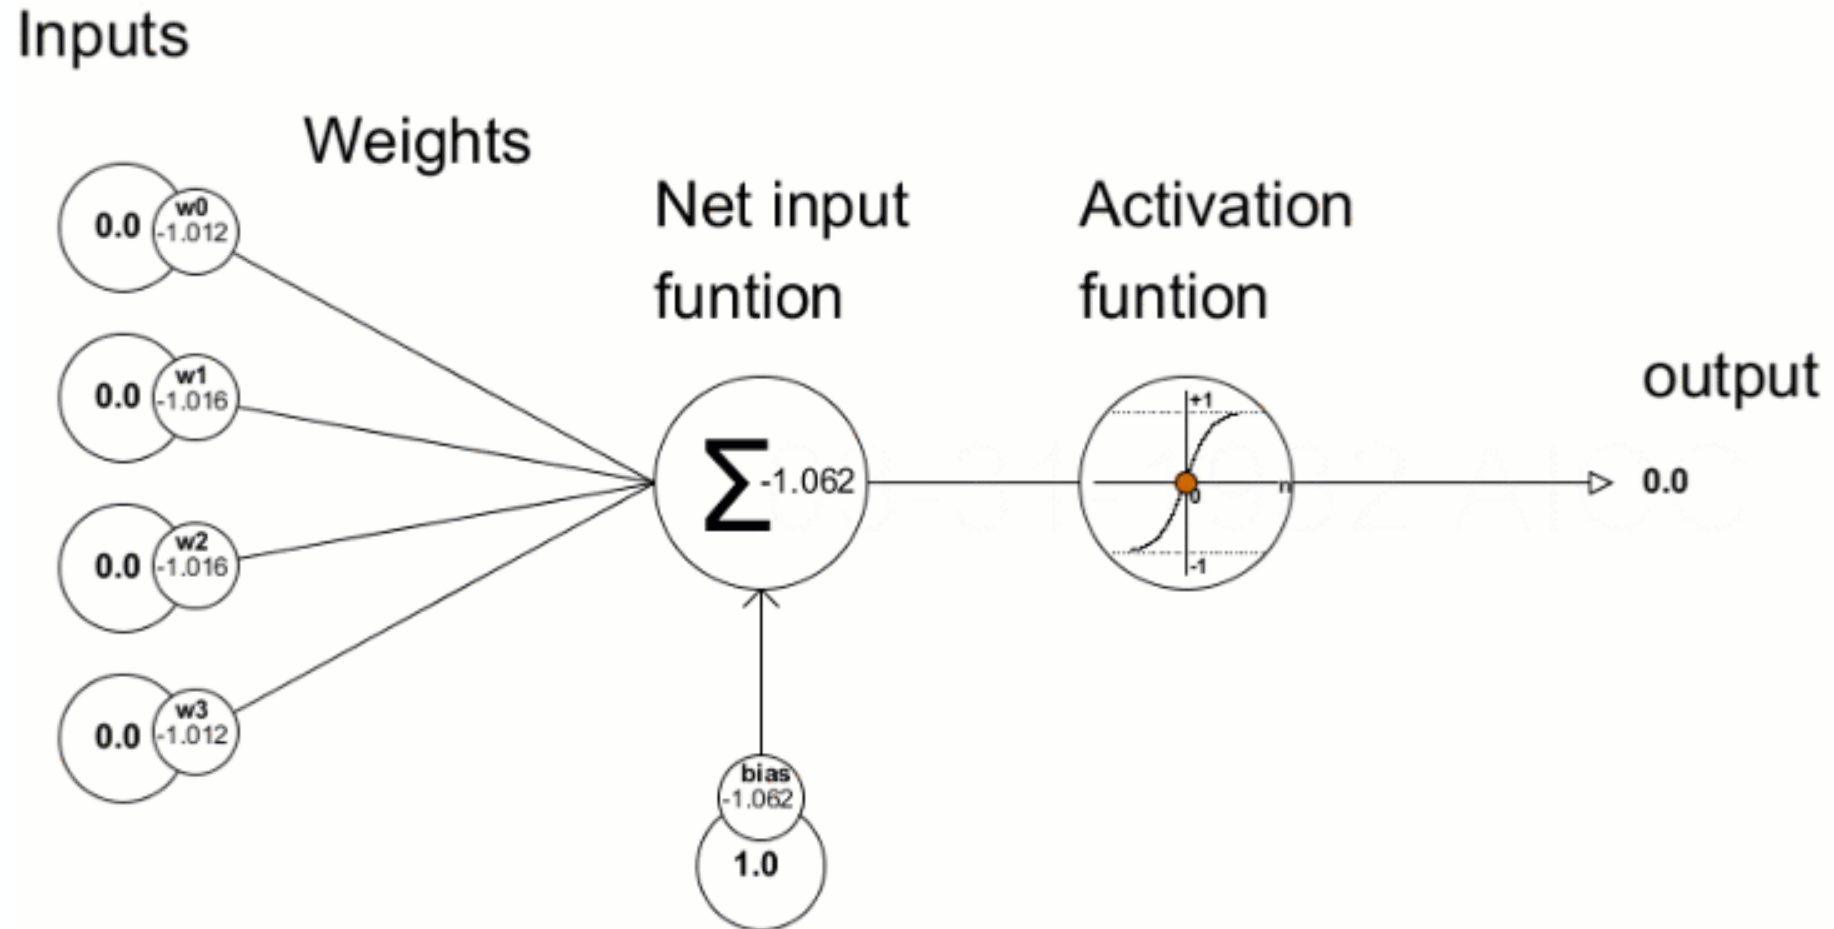 Inputs
Weights
Net input
funtion
Activation
funtion
output
0.0
w0
-1.012
0.0
w1
-1.016
0.0
w2
-1.016
0.0
w3
-1.012
Σ
-1.062
+1
0
n
-1
0.0
bias
-1.062
1.0